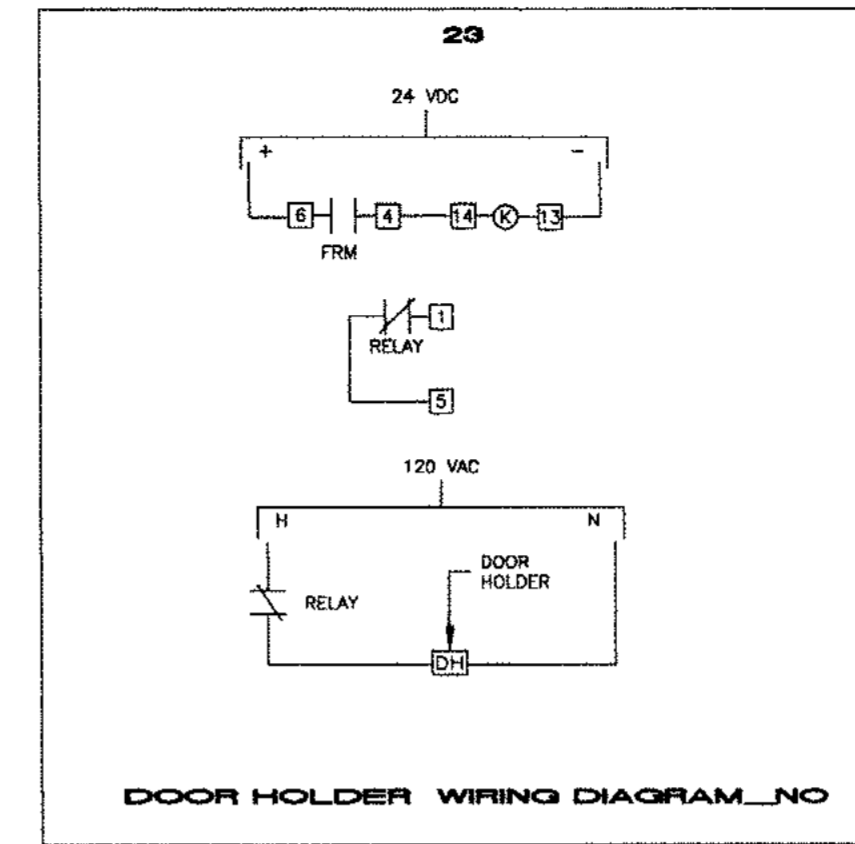 23
24 VDC
+ -
6 4 14 K 13
FRM
1
RELAY
5
120 VAC
H N
DOOR
HOLDER
RELAY
DH
DOOR HOLDER WIRING DIAGRAM_NO